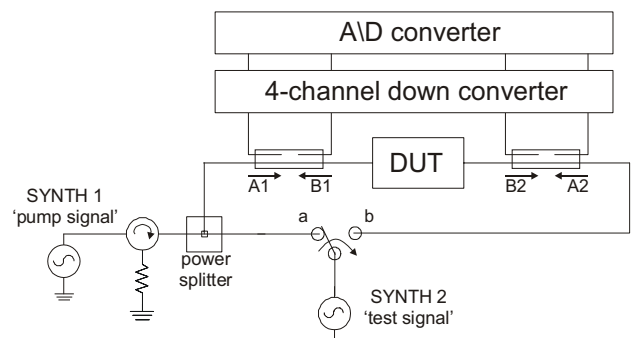 A\D converter
4-channel down converter
DUT
A1
B1
B2
A2
SYNTH 1
'pump signal'
a
b
power
splitter
SYNTH 2
'test signal'